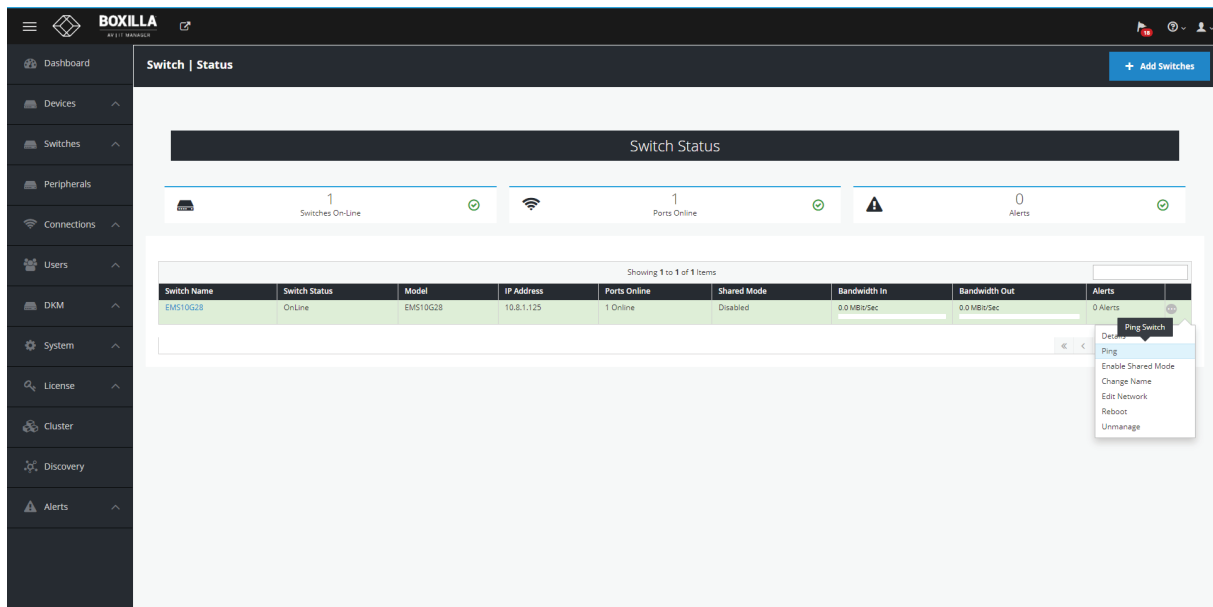 BOXILLA
AV & IT MANAGER
18
Dashboard
Devices
Switches
Peripherals
Connections
Users
DKM
System
License
Cluster
Discovery
Alerts
Switch | Status
+ Add Switches
Switch Status
1
Switches On-Line
1
Ports Online
0
Alerts
Showing 1 to 1 of 1 Items
Switch Name Switch Status Model IP Address Ports Online Shared Mode Bandwidth In Bandwidth Out Alerts
EMS10G28 OnLine EMS10G28 10.8.1.125 1 Online Disabled 0.0 MBit/Sec 0.0 MBit/Sec 0 Alerts
Ping Switch
Details
« <
Ping
Enable Shared Mode
Change Name
Edit Network
Reboot
Unmanage